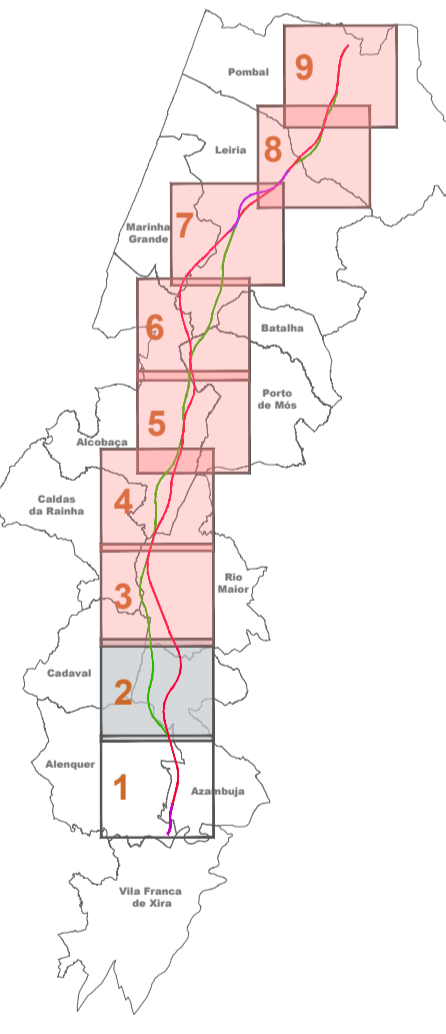 9
Pombal
8
Leiria
7
Marinha
Grande
6
Batalha
Porto
de Mós
5
Alcobaça
4
Caldas
da Rainha
3
Rio
Maior
Cadaval
2
Alenquer
1
Azambuja
Vila Franca
de Xira